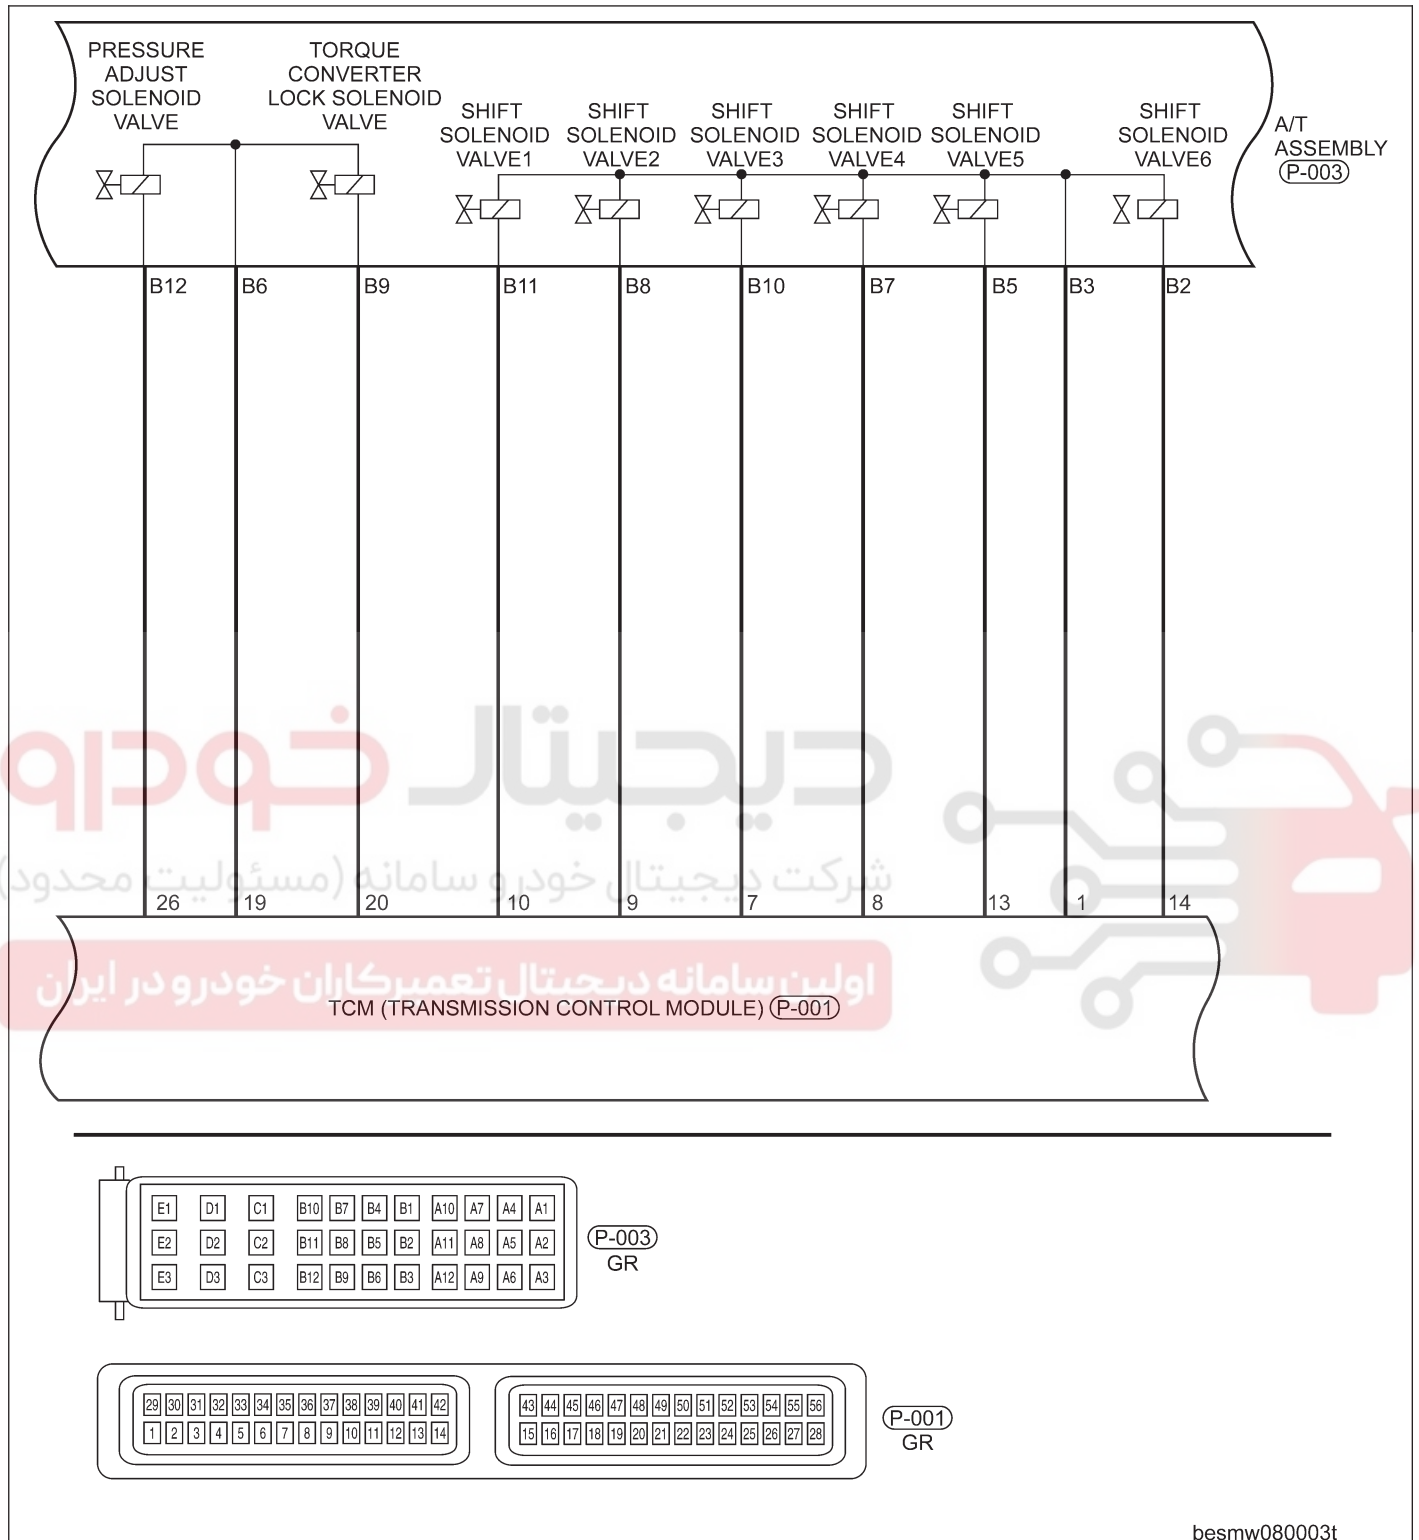 PRESSURE
ADJUST
SOLENOID
VALVE
TORQUE
CONVERTER
LOCK SOLENOID
VALVE
SHIFT
SOLENOID
VALVE1
SHIFT
SOLENOID
VALVE2
SHIFT
SOLENOID
VALVE3
SHIFT
SOLENOID
VALVE4
SHIFT
SOLENOID
VALVE5
SHIFT
SOLENOID
VALVE6
A/T
ASSEMBLY
P-003
B12 B6 B9 B11 B8 B10 B7 B5 B3 B2
دیجیتال خودرو
شرکت دیجیتال خودرو سامانه (مسئولیت محدود)
26 19 20 10 9 7 8 13 1 14
اولین سامانه دیجیتال تعمیرکاران خودرو در ایران
TCM (TRANSMISSION CONTROL MODULE) P-001
E1 D1 C1 B10 B7 B4 B1 A10 A7 A4 A1
E2 D2 C2 B11 B8 B5 B2 A11 A8 A5 A2
E3 D3 C3 B12 B9 B6 B3 A12 A9 A6 A3
P-003
GR
29 30 31 32 33 34 35 36 37 38 39 40 41 42
1 2 3 4 5 6 7 8 9 10 11 12 13 14
43 44 45 46 47 48 49 50 51 52 53 54 55 56
15 16 17 18 19 20 21 22 23 24 25 26 27 28
P-001
GR
besmw080003t